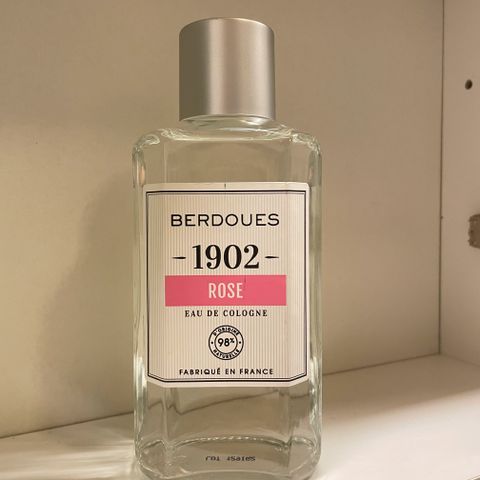 BERDOUES
- 1902 -
ROSE
EAU DE COLOGNE
D'ORIGINE
98%
NATURELLE
FABRIQUÉ EN FRANCE